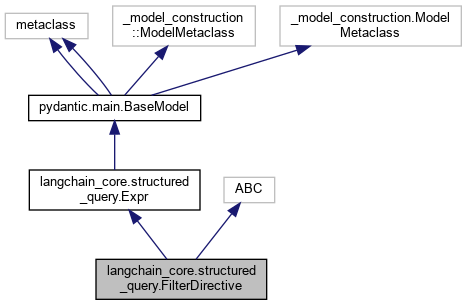 metaclass
_model_construction
::ModelMetaclass
_model_construction.Model
Metaclass
pydantic.main.BaseModel
langchain_core.structured
_query.Expr
ABC
langchain_core.structured
_query.FilterDirective